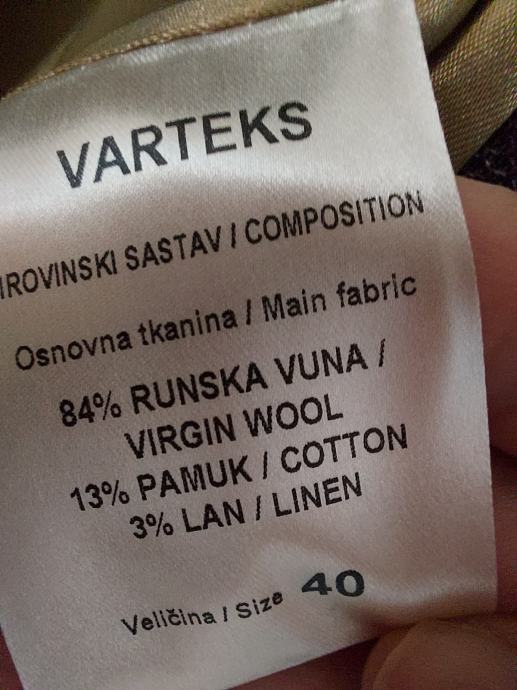 VARTEKS
IROVINSKI SASTAV / COMPOSITION
Osnovna tkanina / Main fabric
84% RUNSKA VUNA /
VIRGIN WOOL
13% PAMUK / COTTON
3% LAN / LINEN
Veličina / Size 40